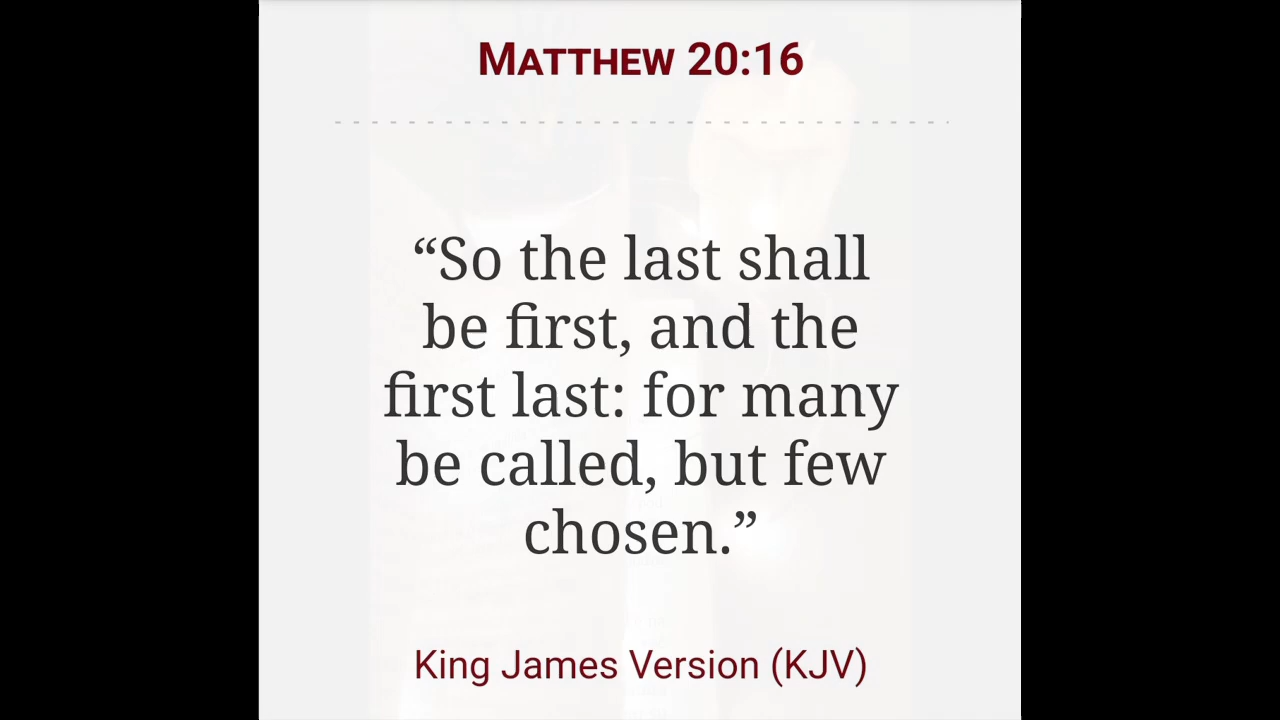 MATTHEW 20:16
“So the last shall
be first, and the
first last: for many
be called, but few
chosen.”
King James Version (KJV)